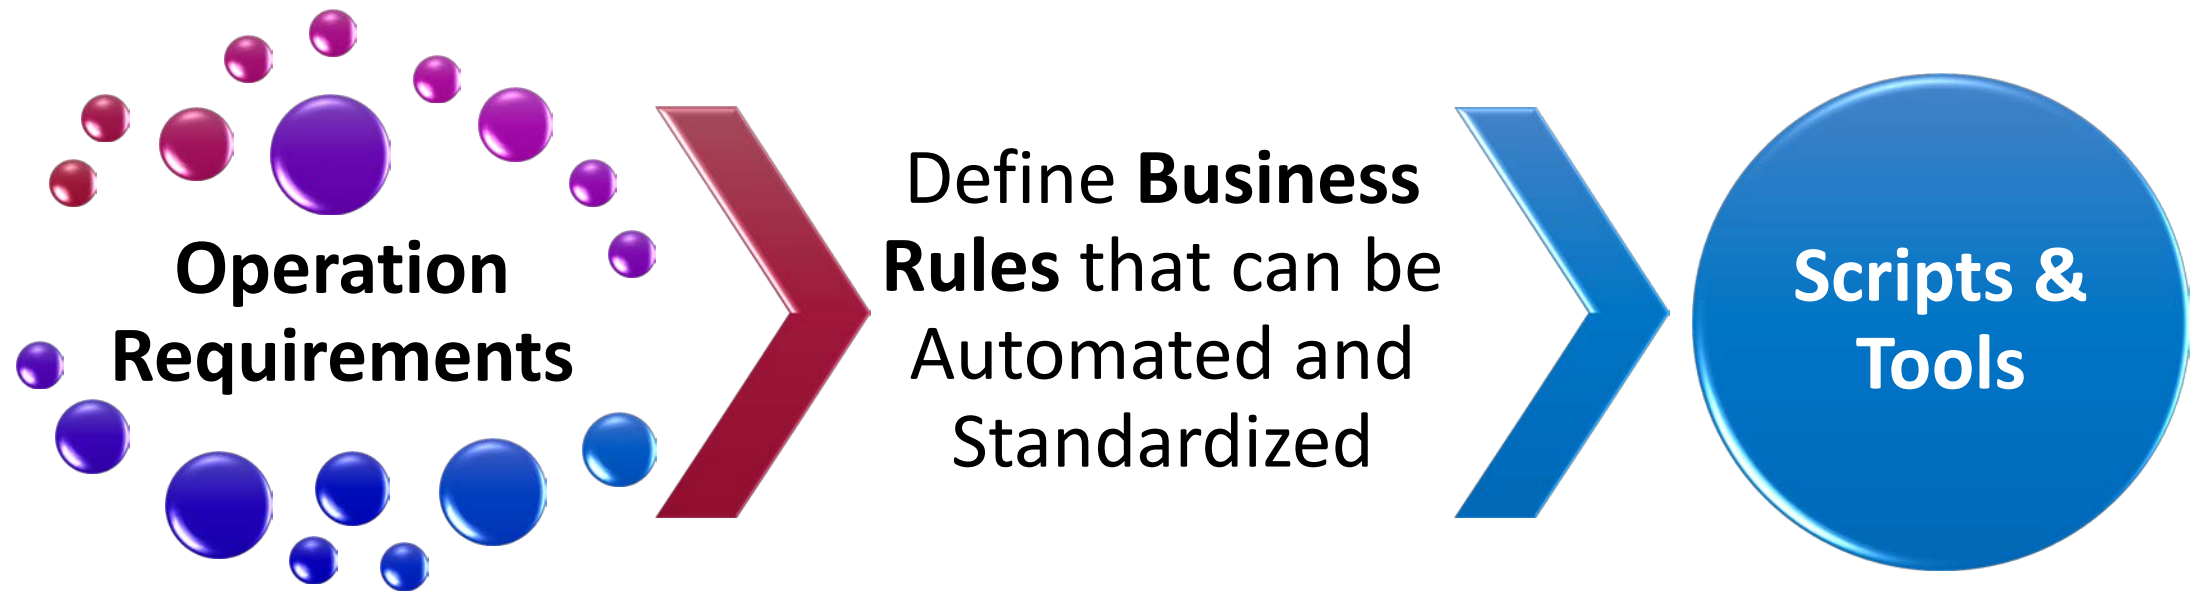 Operation
Requirements
Define Business
Rules that can be
Automated and
Standardized
Scripts &
Tools